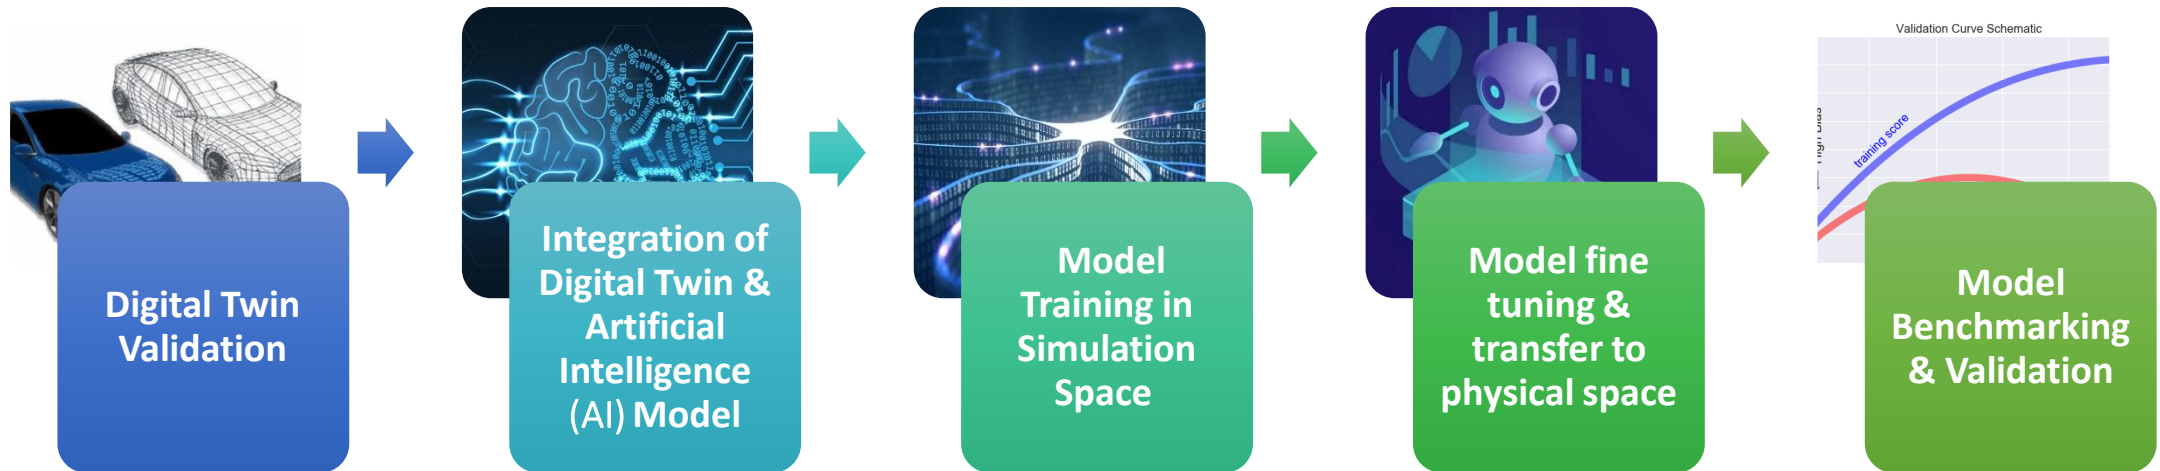 Digital Twin
Validation
Integration of
Digital Twin &
Artificial
Intelligence
(AI) Model
Model
Training in
Simulation
Space
Model fine
tuning &
transfer to
physical space
Validation Curve Schematic
training score
Model
Benchmarking
& Validation